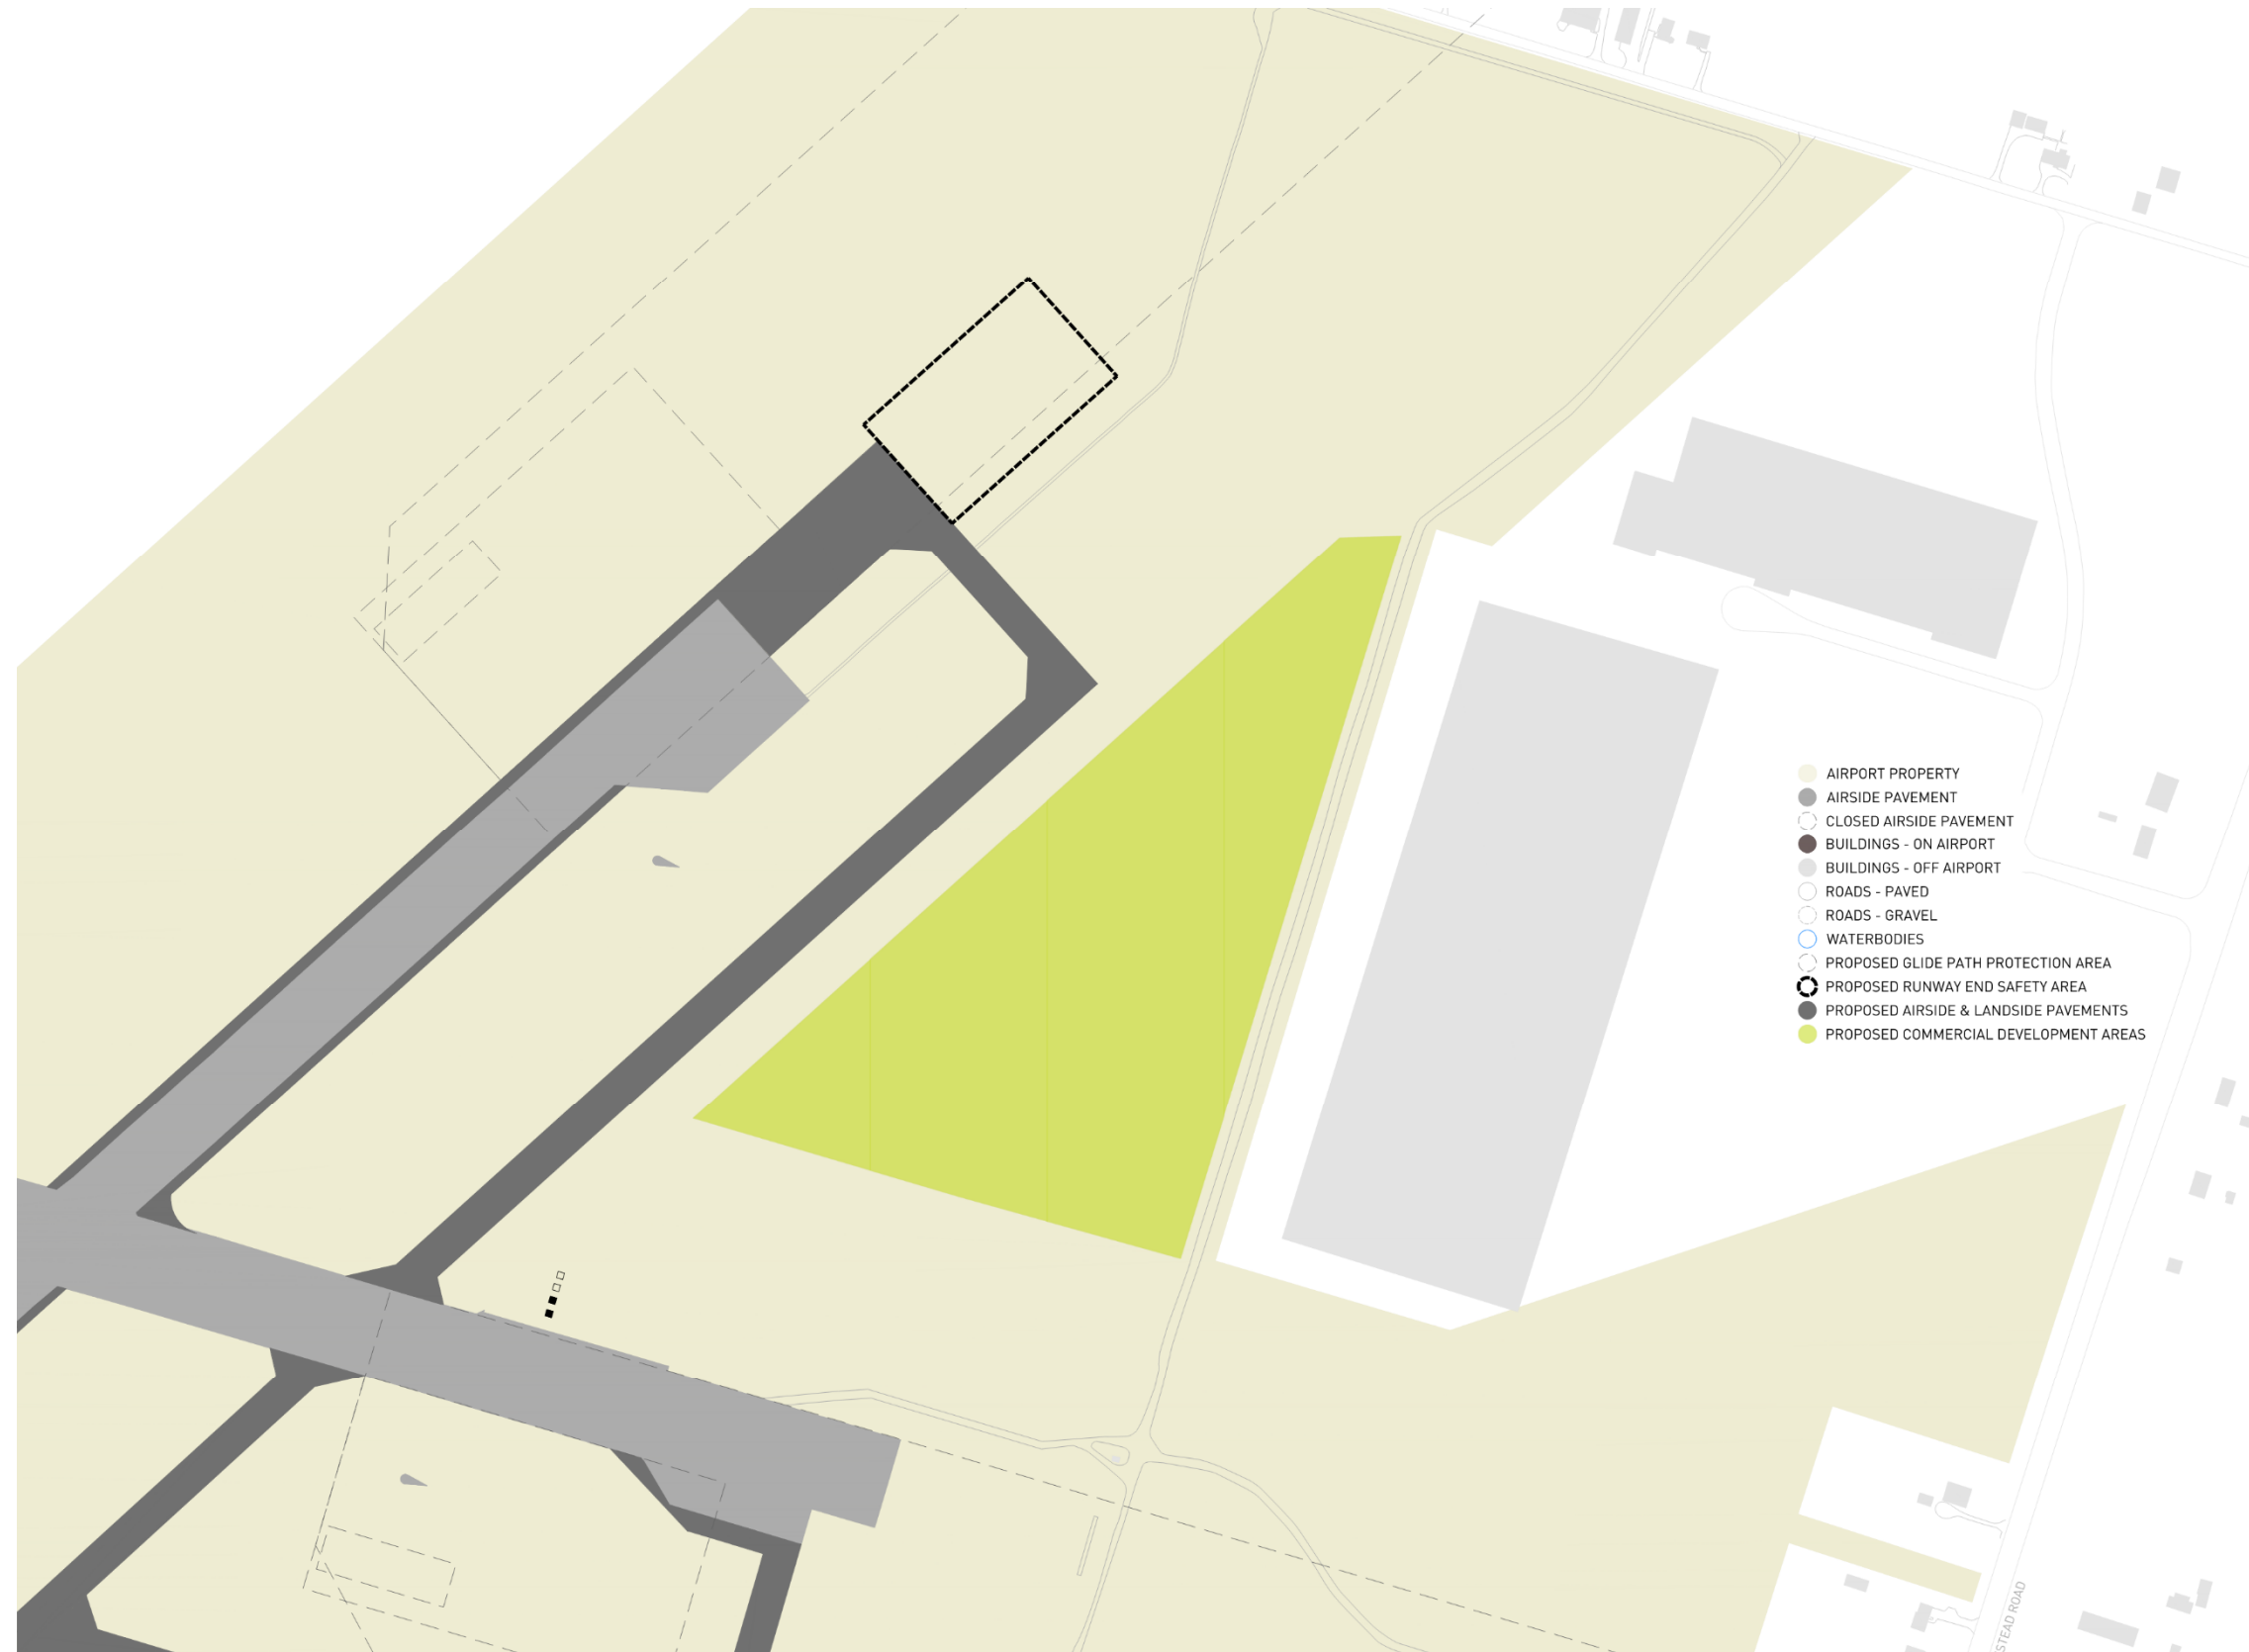 AIRPORT PROPERTY
AIRSIDE PAVEMENT
CLOSED AIRSIDE PAVEMENT
BUILDINGS - ON AIRPORT
BUILDINGS - OFF AIRPORT
ROADS - PAVED
ROADS - GRAVEL
WATERBODIES
PROPOSED GLIDE PATH PROTECTION AREA
PROPOSED RUNWAY END SAFETY AREA
PROPOSED AIRSIDE & LANDSIDE PAVEMENTS
PROPOSED COMMERCIAL DEVELOPMENT AREAS
STEAD ROAD